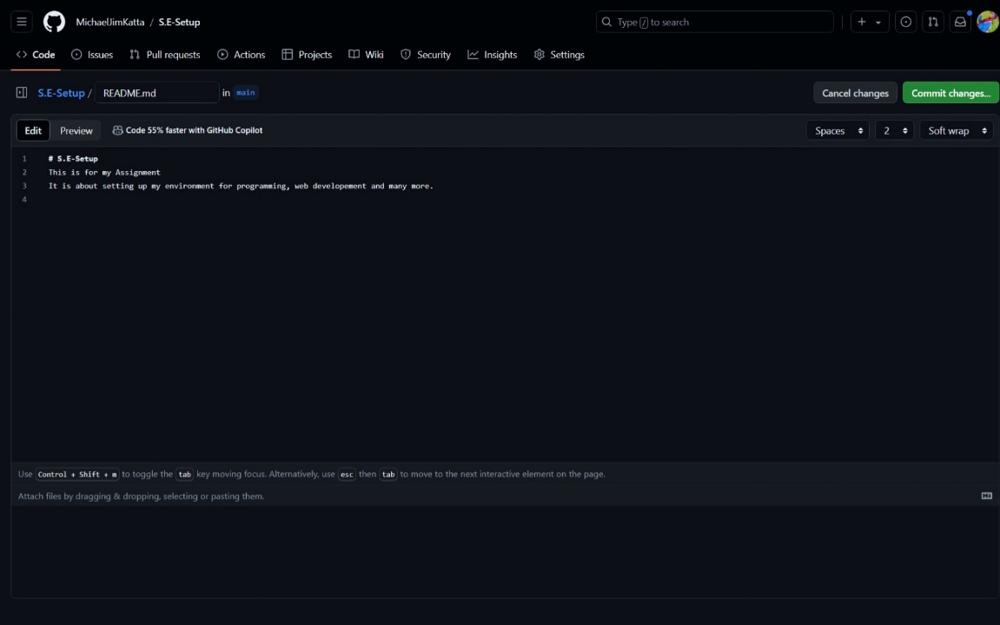 MichaelJimKatta / S.E-Setup
Type / to search
Code Issues Pull requests Actions Projects Wiki Security Insights Settings
S.E-Setup / README.md in main
Cancel changes Commit changes...
Edit Preview Code 55% faster with GitHub Copilot
Spaces 2 Soft wrap
1 # S.E-Setup
2 This is for my Assignment
3 It is about setting up my environment for programming, web developement and many more.
4
Use Control + Shift + m to toggle the tab key moving focus. Alternatively, use esc then tab to move to the next interactive element on the page.
Attach files by dragging & dropping, selecting or pasting them.